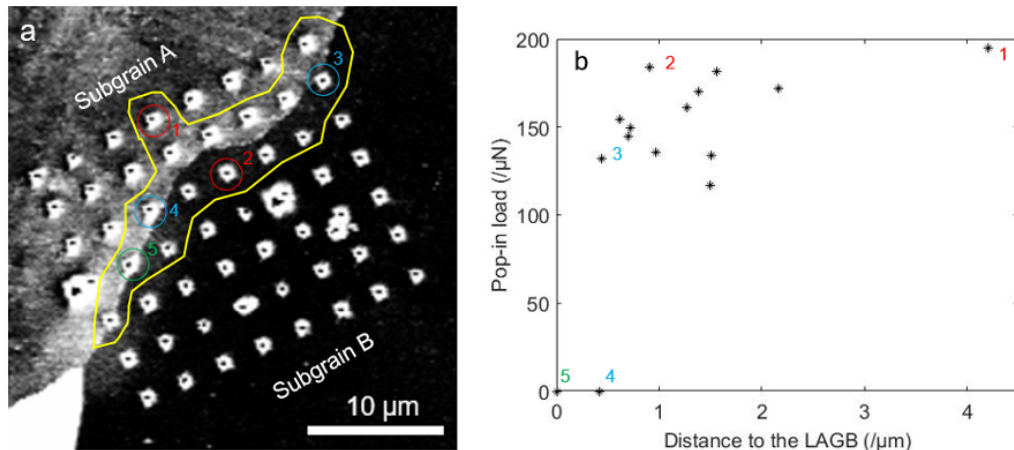 a
Subgrain A
3
1
2
4
5
Subgrain B
10 µm
b
200
150
100
50
0
Pop-in load (/µN)
1
2
3
5
4
0
1
2
3
4
Distance to the LAGB (/µm)